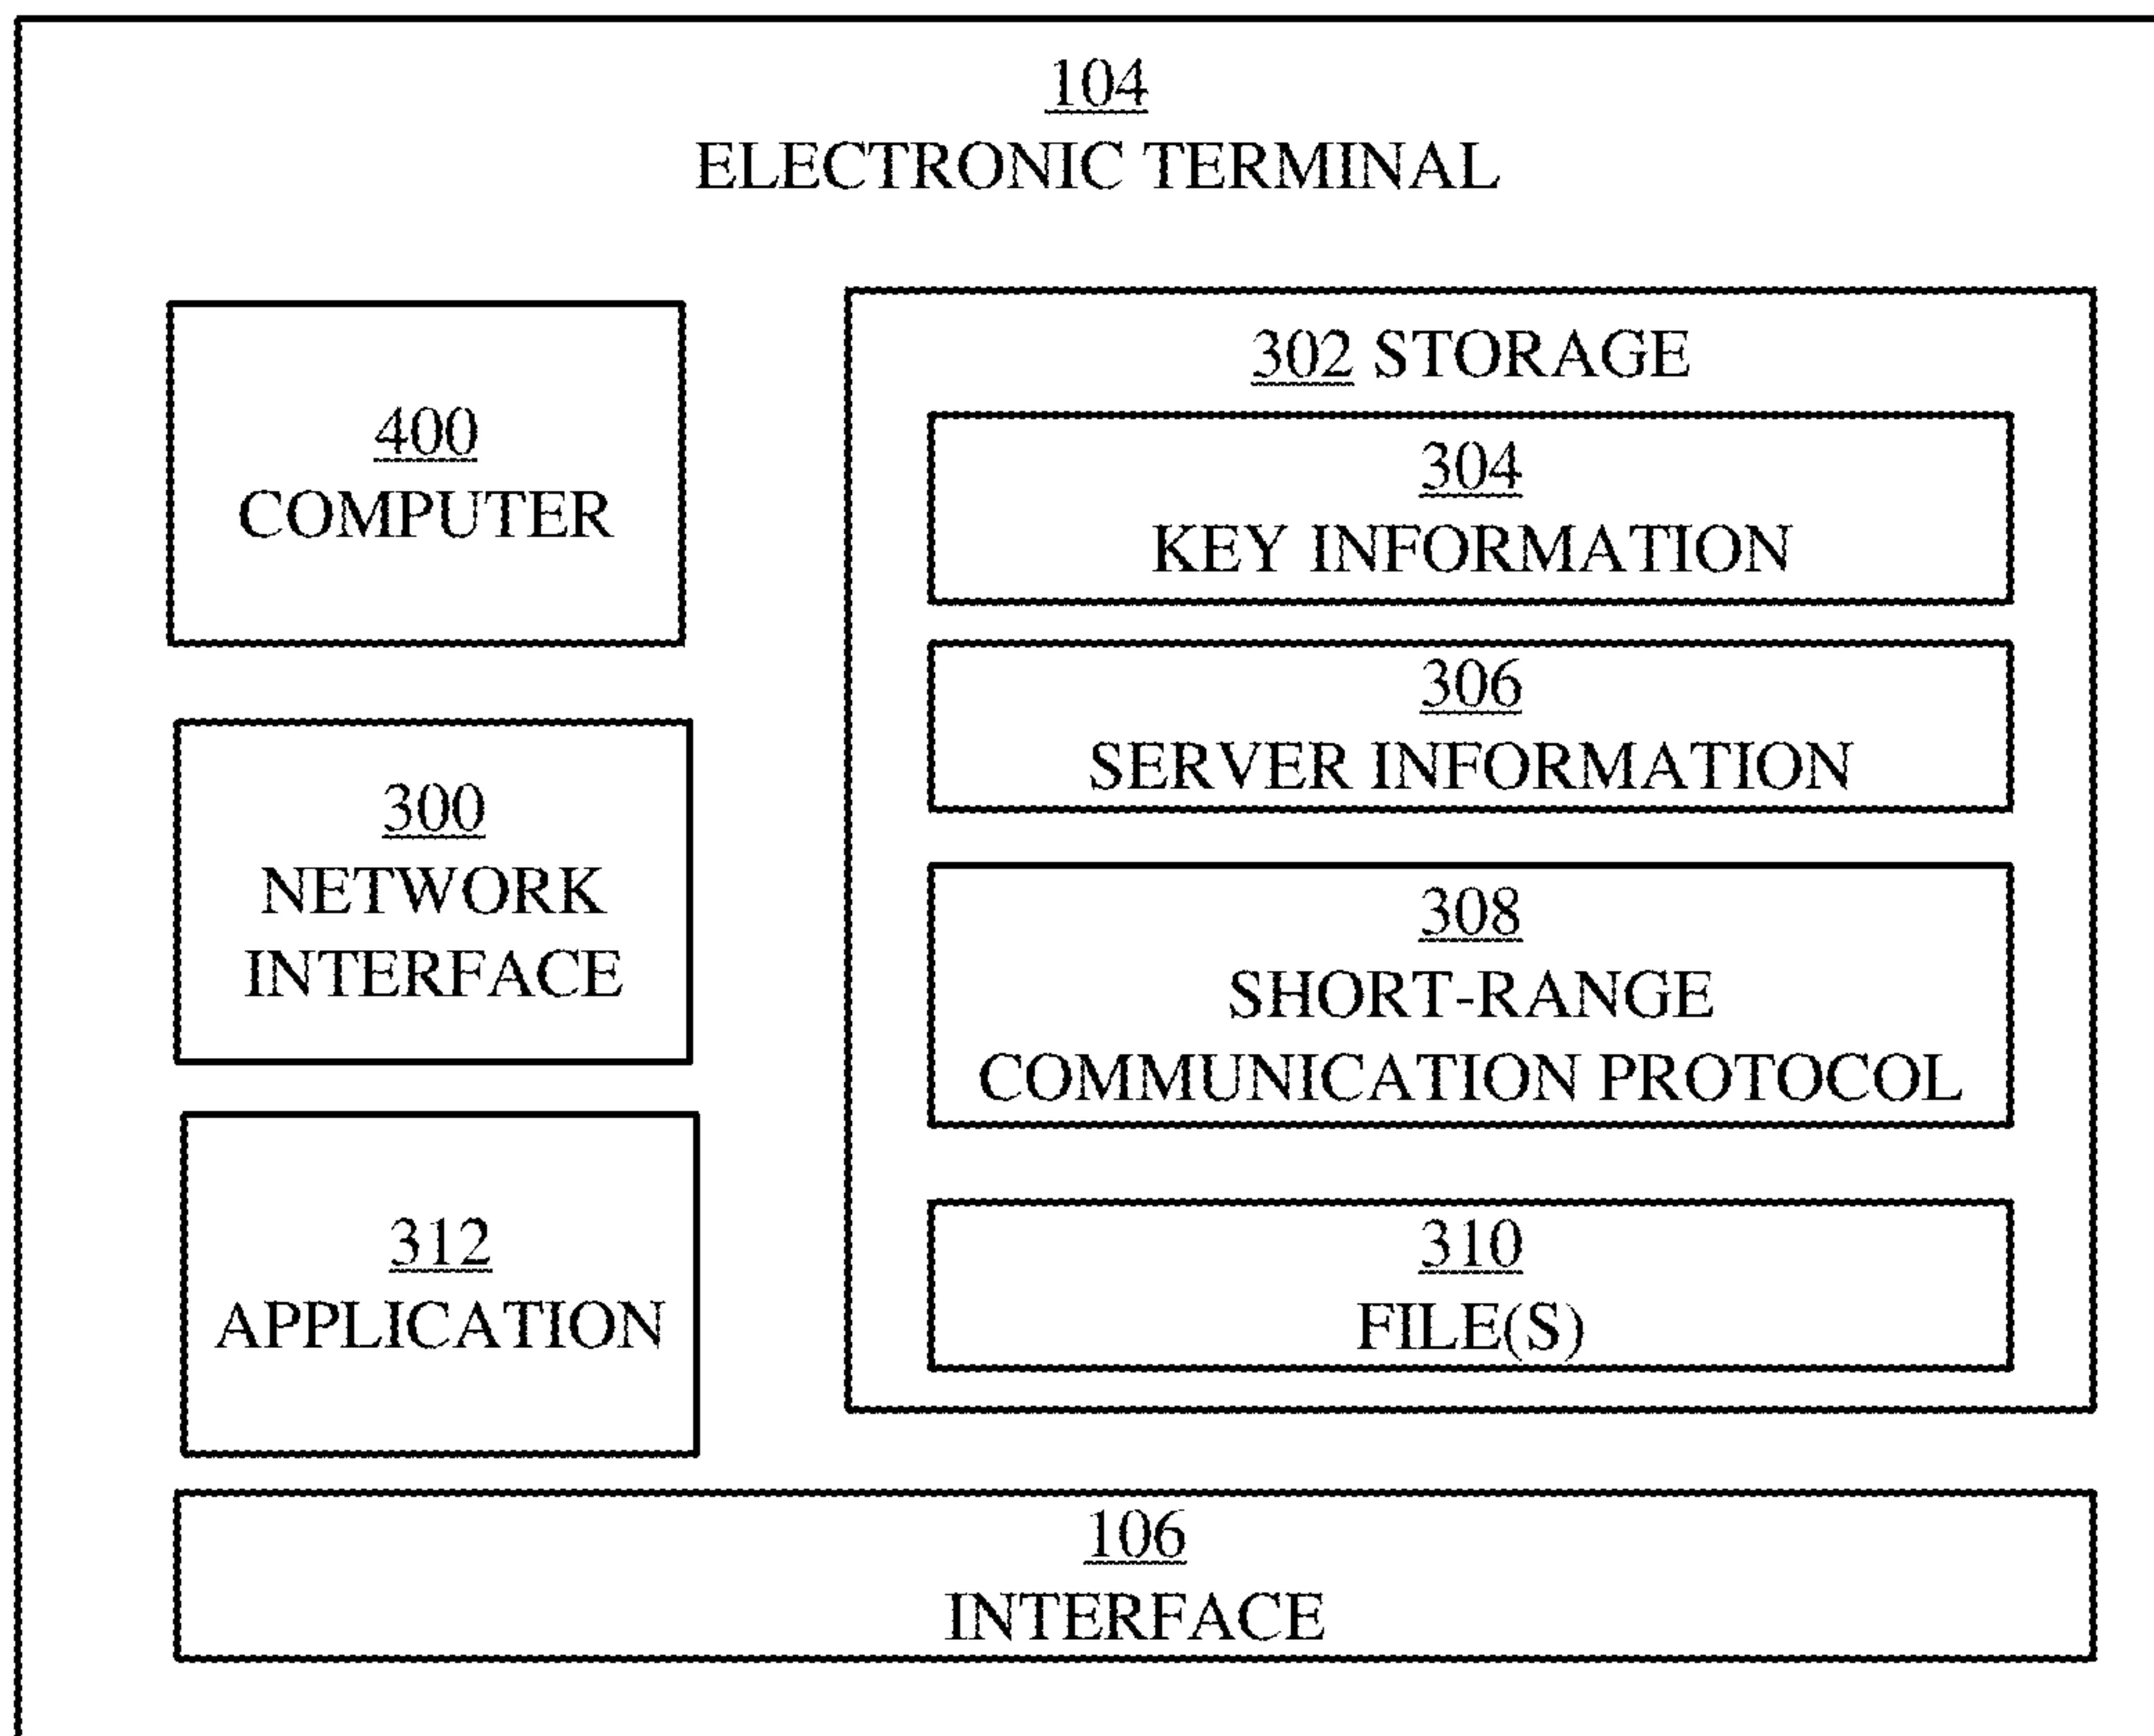 104
ELECTRONIC TERMINAL
400
COMPUTER
300
NETWORK
INTERFACE
312
APPLICATION
302 STORAGE
304
KEY INFORMATION
306
SERVER INFORMATION
308
SHORT-RANGE
COMMUNICATION PROTOCOL
310
FILE(S)
106
INTERFACE